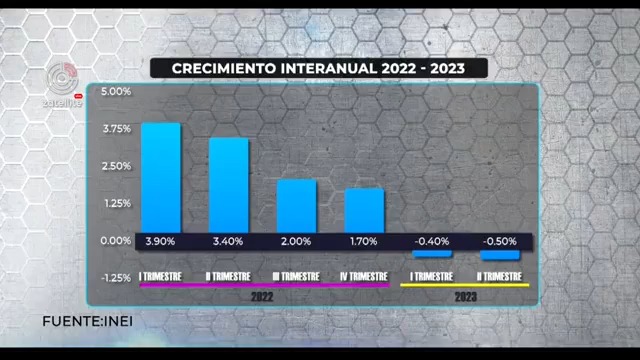 CRECIMIENTO INTERANUAL 2022 - 2023
zatelite
5.00%
3.75%
2.50%
1.25%
0.00%
-1.25%
3.90% 3.40% 2.00% 1.70% -0.40% -0.50%
I TRIMESTRE II TRIMESTRE III TRIMESTRE IV TRIMESTRE I TRIMESTRE II TRIMESTRE
2022 2023
FUENTE:INEI